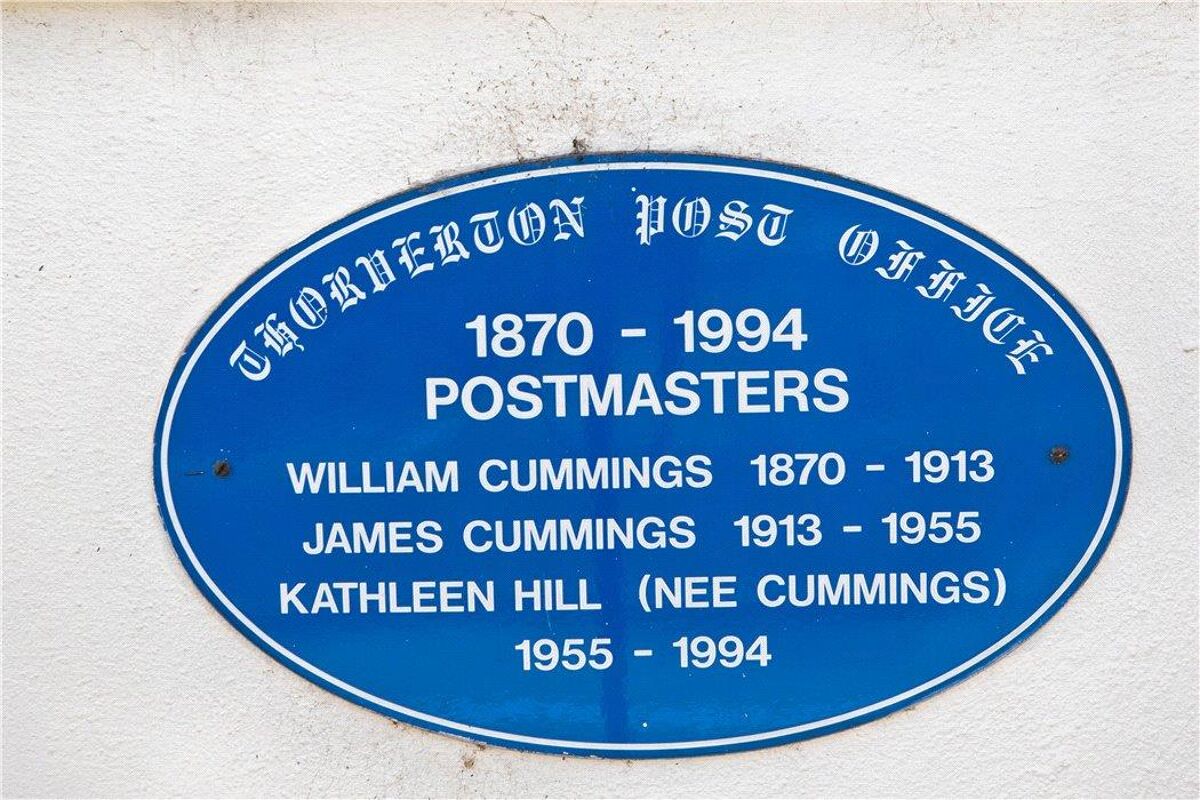 THORVERTON POST OFFICE
1870 - 1994
POSTMASTERS
WILLIAM CUMMINGS 1870 - 1913
JAMES CUMMINGS 1913 - 1955
KATHLEEN HILL (NEE CUMMINGS)
1955 - 1994